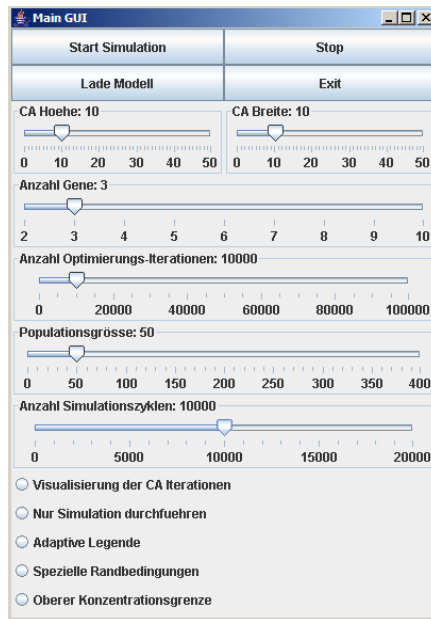 Main GUI
Start Simulation Stop
Lade Modell Exit
CA Hoehe: 10 CA Breite: 10
0 10 20 30 40 50 0 10 20 30 40 50
Anzahl Gene: 3
2 3 4 5 6 7 8 9 10
Anzahl Optimierungs-Iterationen: 10000
0 20000 40000 60000 80000 100000
Populationsgrösse: 50
0 50 100 150 200 250 300 350 400
Anzahl Simulationszyklen: 10000
0 5000 10000 15000 20000
Visualisierung der CA Iterationen
Nur Simulation durchfuehren
Adaptive Legende
Spezielle Randbedingungen
Oberer Konzentrationsgrenze